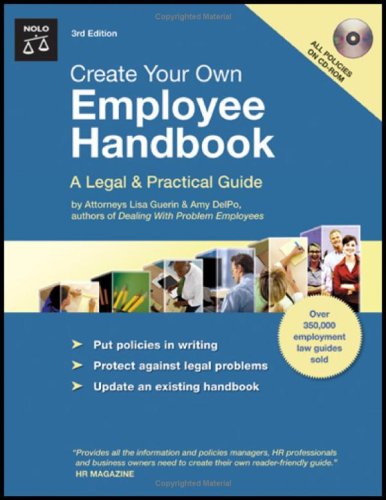 NOLO
3rd Edition
ALL POLICIES
ON CD-ROM
Create Your Own
Employee
Handbook
A Legal & Practical Guide
by Attorneys Lisa Guerin & Amy DelPo,
authors of Dealing With Problem Employees
Over
350,000
employment
law guides
sold
Put policies in writing
Protect against legal problems
Update an existing handbook
"Provides all the information and policies managers, HR professionals
and business owners need to create their own reader-friendly guide."
HR MAGAZINE